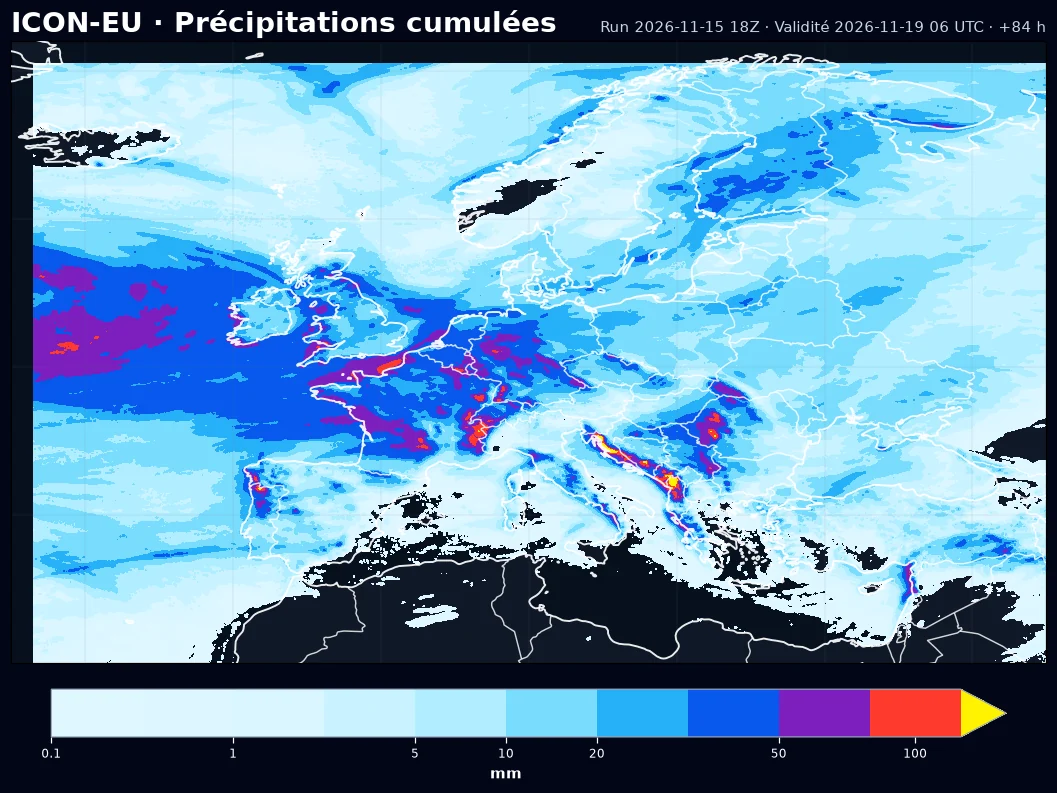 ICON-EU · Précipitations cumulées
Run 2026-11-15 18Z · Validité 2026-11-19 06 UTC · +84 h
0.1 1 5 10 20 50 100
mm